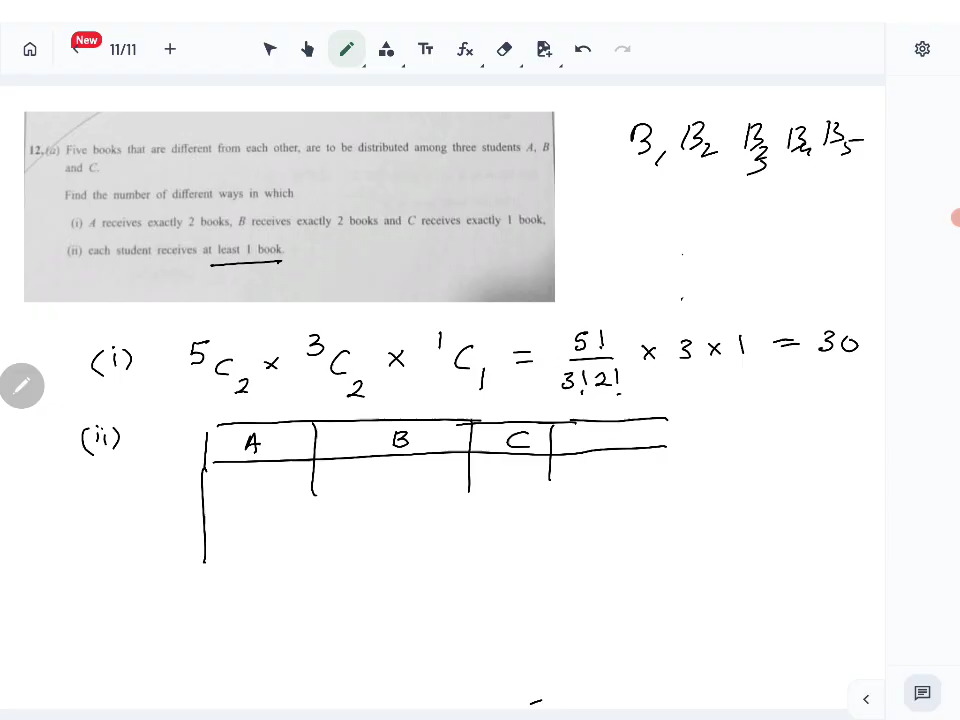 New
11/11
Tt
fx
12.(a) Five books that are different from each other, are to be distributed among three students A, B
and C.
Find the number of different ways in which
(i) A receives exactly 2 books, B receives exactly 2 books and C receives exactly 1 book,
(ii) each student receives at least 1 book.
B₁ B₂ B₃ B₄ B₅
(i) ⁵C₂ × ³C₂ × ¹C₁ = 5!/3!2! × 3 × 1 = 30
(ii)
A B C